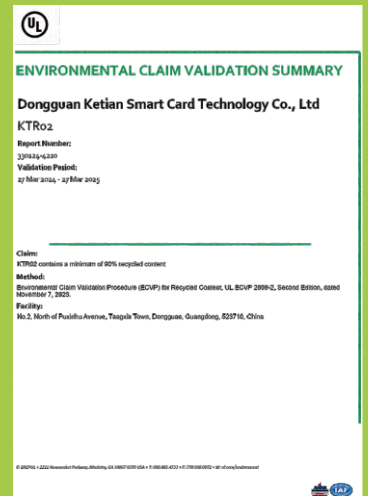 UL
ENVIRONMENTAL CLAIM VALIDATION SUMMARY
Dongguan Ketian Smart Card Technology Co., Ltd
KTR02
Report Number:
330124-4220
Validation Period:
27 Mar 2024 - 27 Mar 2025
Claim:
KTR02 contains a minimum of 90% recycled content
Method:
Environmental Claim Validation Procedure (ECVP) for Recycled Content, UL ECVP 2809-2, Second Edition, dated
November 7, 2023.
Facility:
No.2, North of Puxinhu Avenue, Tangxia Town, Dongguan, Guangdong, 523710, China
IAF